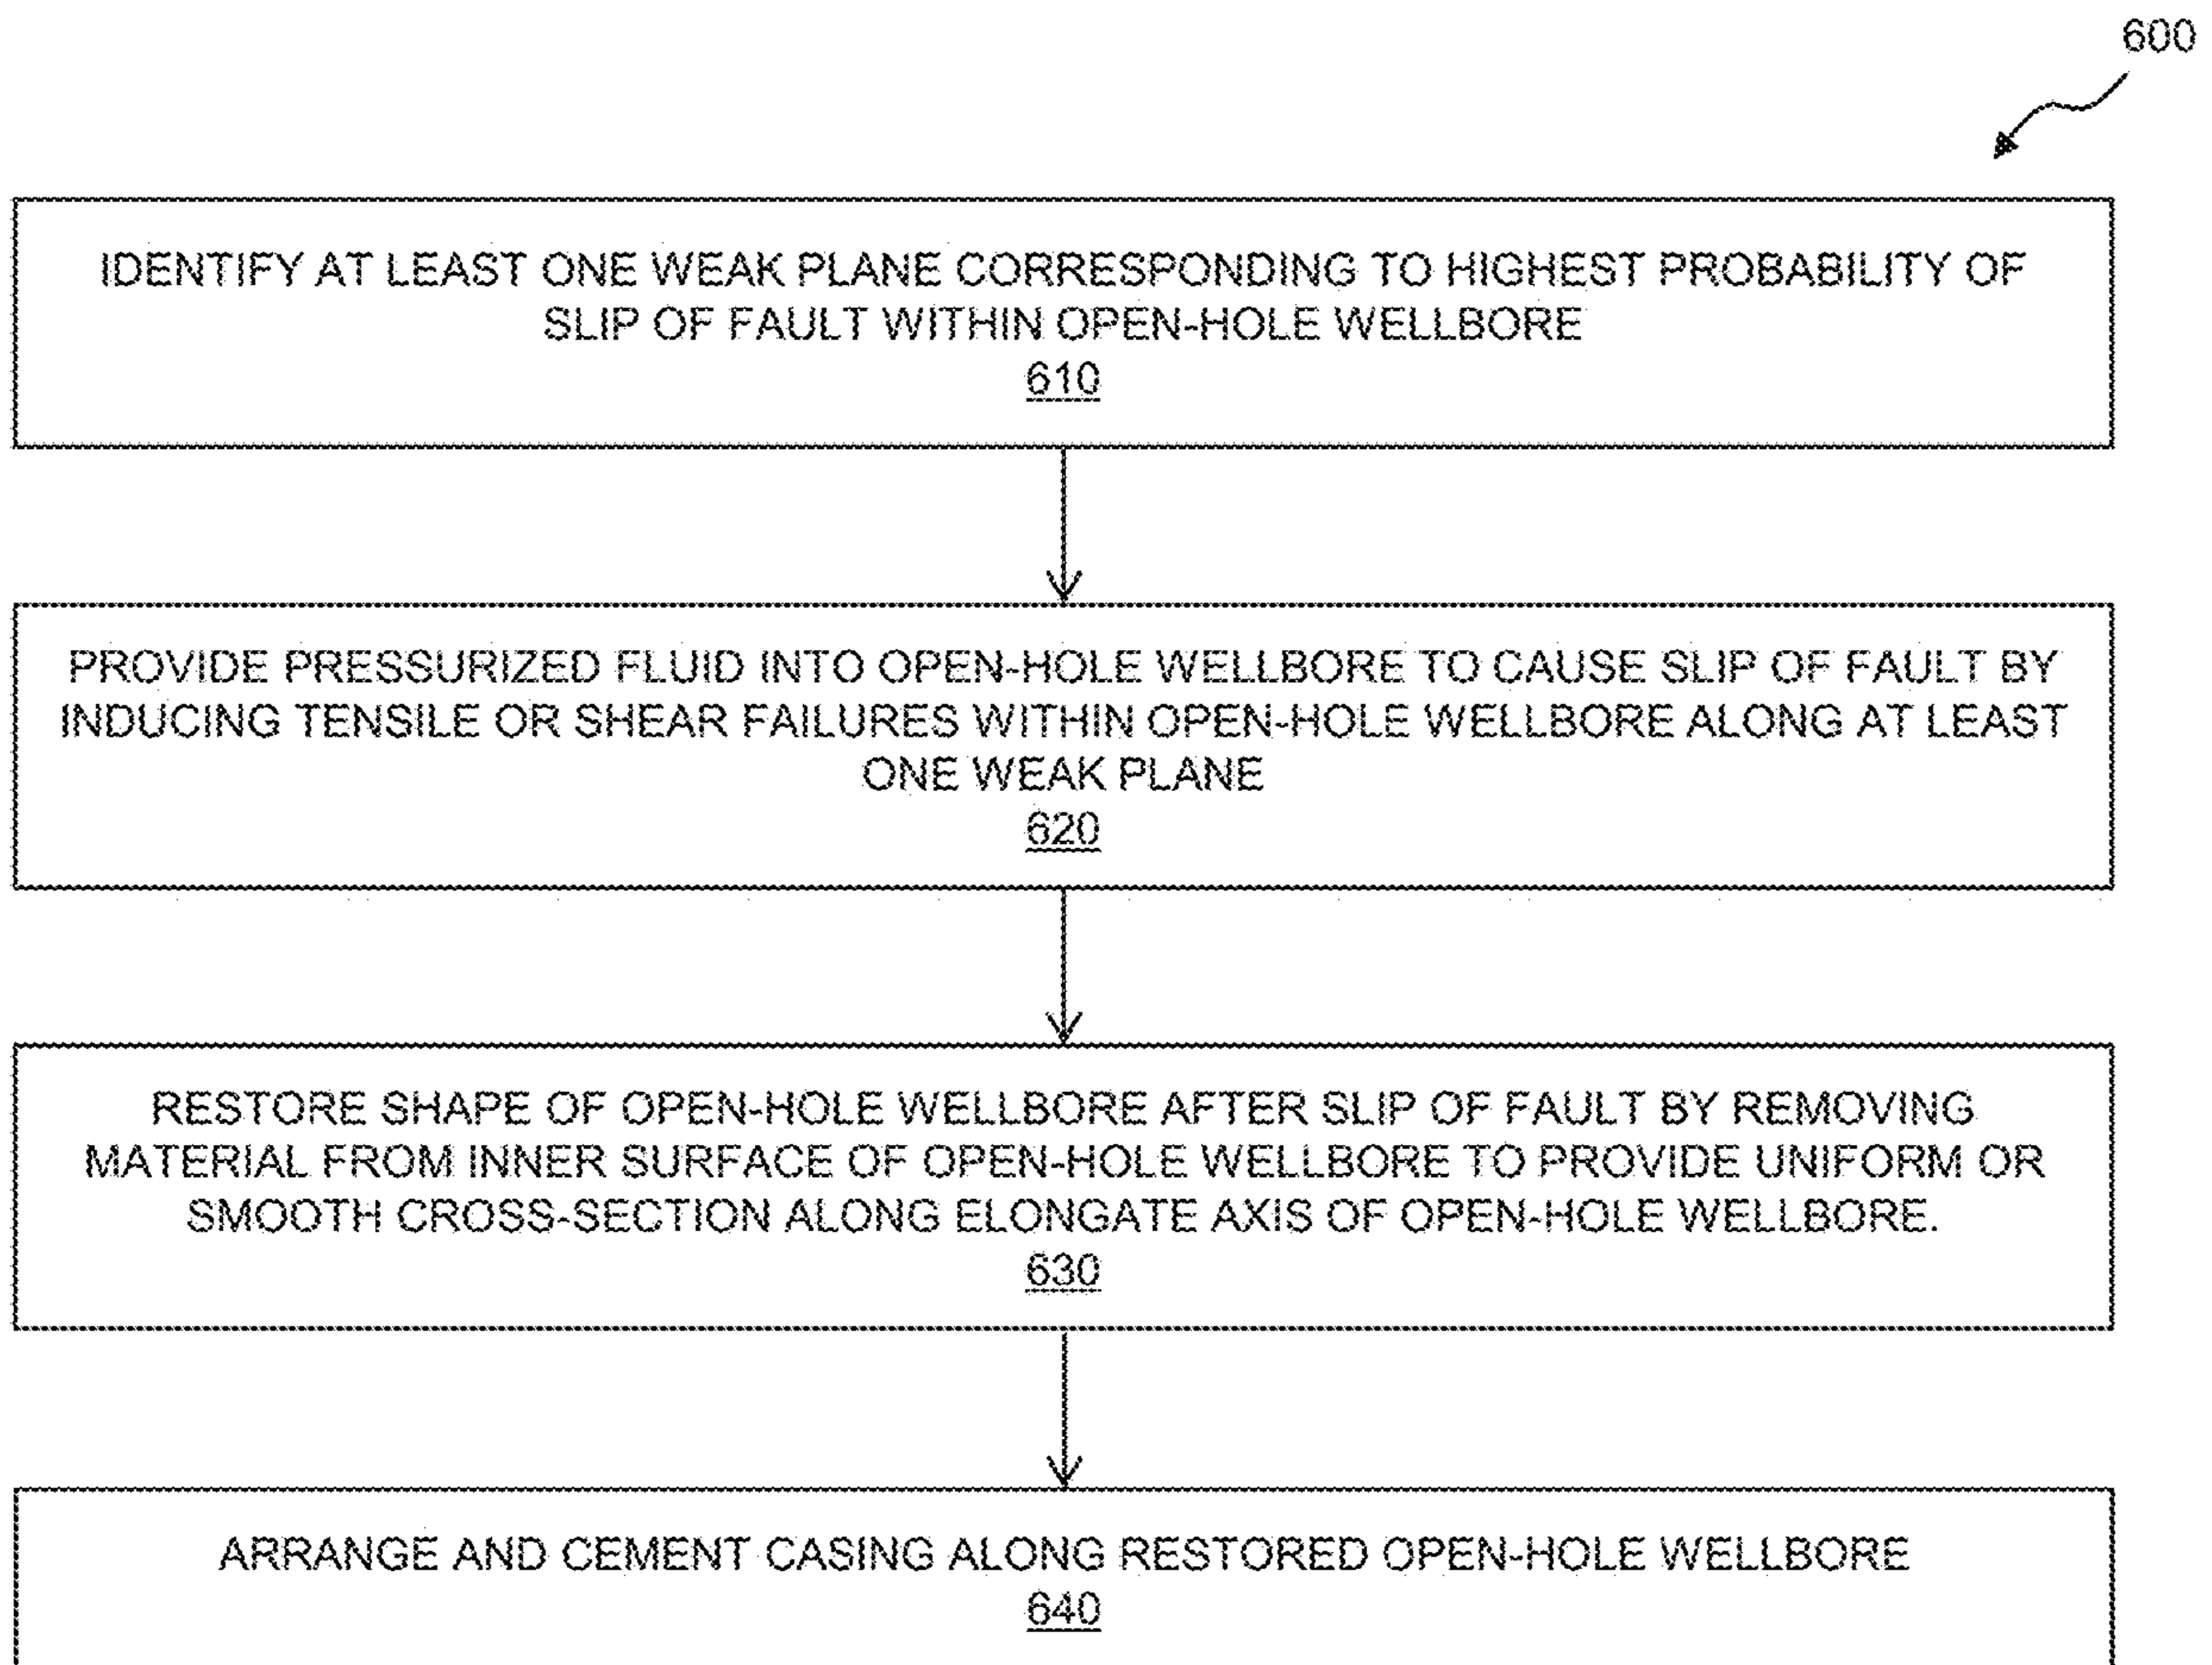 600
IDENTIFY AT LEAST ONE WEAK PLANE CORRESPONDING TO HIGHEST PROBABILITY OF
SLIP OF FAULT WITHIN OPEN-HOLE WELLBORE
610
PROVIDE PRESSURIZED FLUID INTO OPEN-HOLE WELLBORE TO CAUSE SLIP OF FAULT BY
INDUCING TENSILE OR SHEAR FAILURES WITHIN OPEN-HOLE WELLBORE ALONG AT LEAST
ONE WEAK PLANE
620
RESTORE SHAPE OF OPEN-HOLE WELLBORE AFTER SLIP OF FAULT BY REMOVING
MATERIAL FROM INNER SURFACE OF OPEN-HOLE WELLBORE TO PROVIDE UNIFORM OR
SMOOTH CROSS-SECTION ALONG ELONGATE AXIS OF OPEN-HOLE WELLBORE.
630
ARRANGE AND CEMENT CASING ALONG RESTORED OPEN-HOLE WELLBORE
640